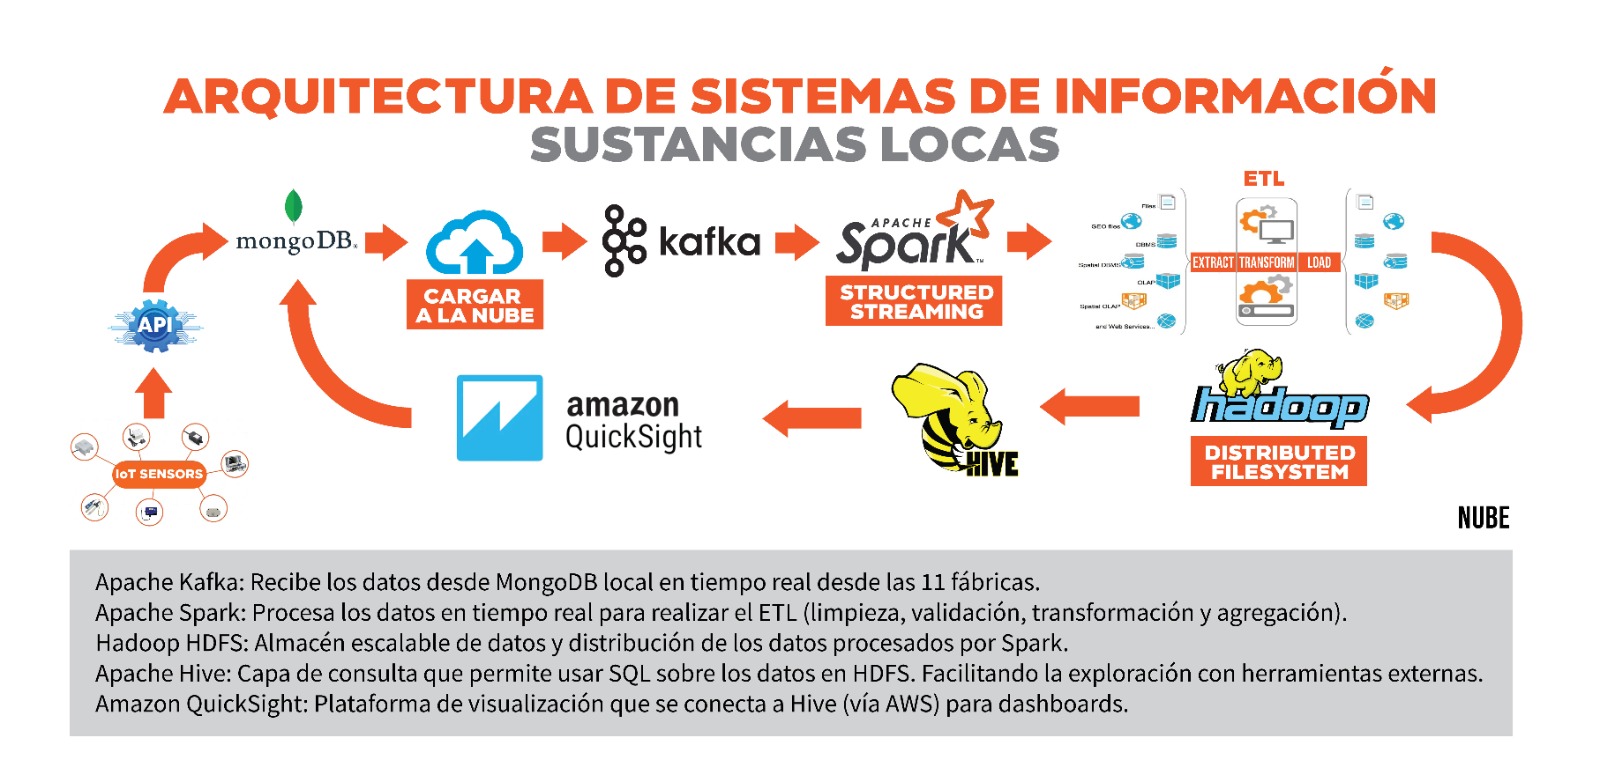 ARQUITECTURA DE SISTEMAS DE INFORMACIÓN
SUSTANCIAS LOCAS
mongoDB
CARGAR
A LA NUBE
kafka
APACHE
Spark
TM
STRUCTURED
STREAMING
ETL
Files
GEO files
DBMS
Spatial DBMS
OLAP
Spatial OLAP
and Web Services...
EXTRACT TRANSFORM LOAD
API
IoT SENSORS
amazon
QuickSight
HIVE
hadoop
DISTRIBUTED
FILESYSTEM
NUBE
Apache Kafka: Recibe los datos desde MongoDB local en tiempo real desde las 11 fábricas.
Apache Spark: Procesa los datos en tiempo real para realizar el ETL (limpieza, validación, transformación y agregación).
Hadoop HDFS: Almacén escalable de datos y distribución de los datos procesados por Spark.
Apache Hive: Capa de consulta que permite usar SQL sobre los datos en HDFS. Facilitando la exploración con herramientas externas.
Amazon QuickSight: Plataforma de visualización que se conecta a Hive (vía AWS) para dashboards.